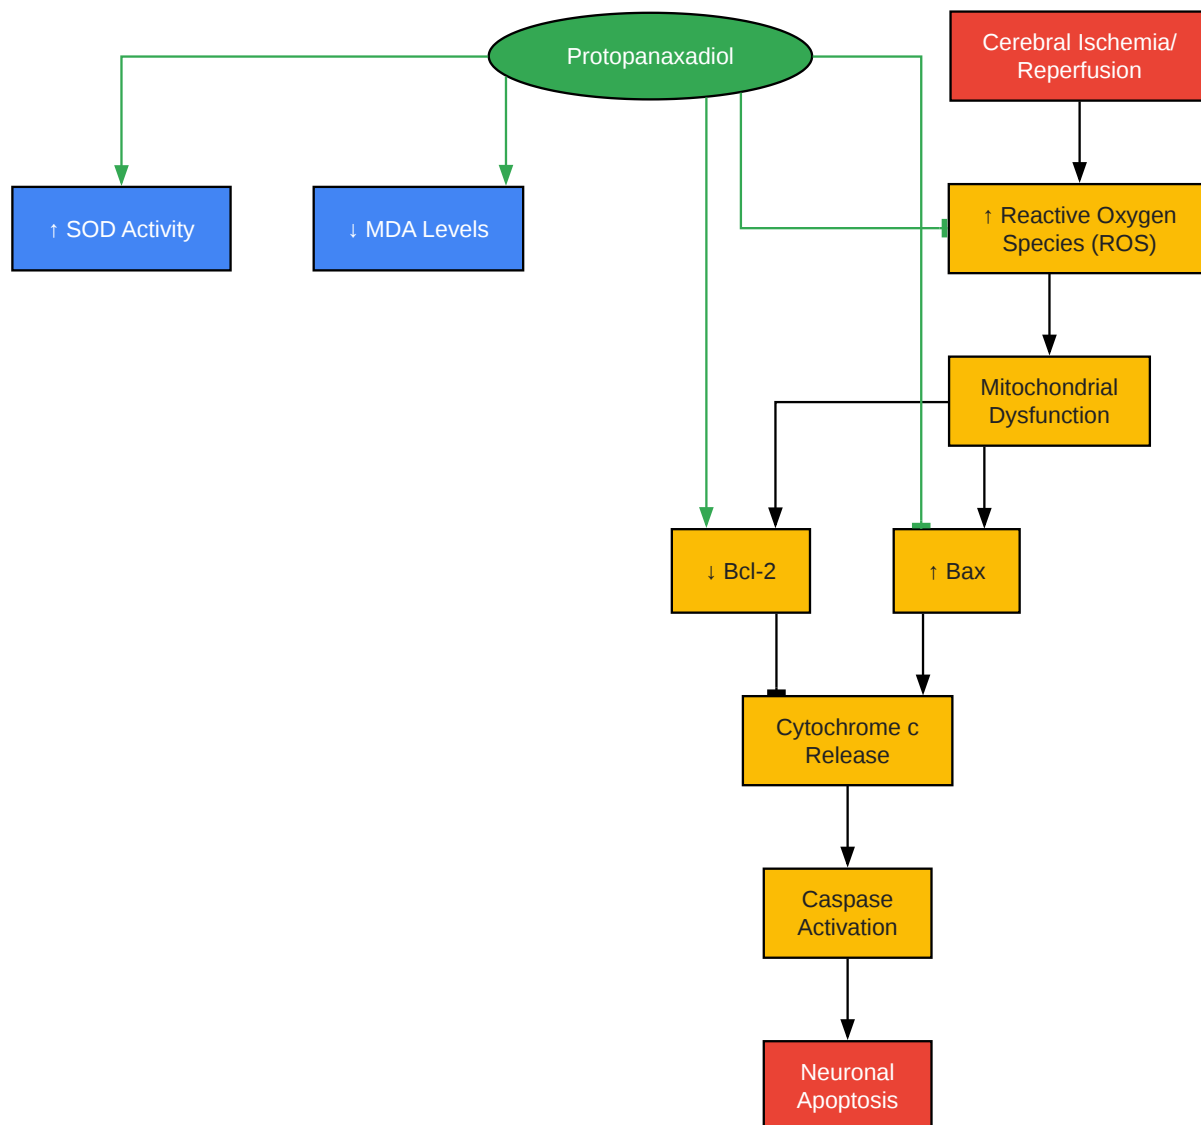 Protopanaxadiol
Cerebral Ischemia/
Reperfusion
↑ SOD Activity
↓ MDA Levels
↑ Reactive Oxygen
Species (ROS)
Mitochondrial
Dysfunction
↓ Bcl-2
↑ Bax
Cytochrome c
Release
Caspase
Activation
Neuronal
Apoptosis